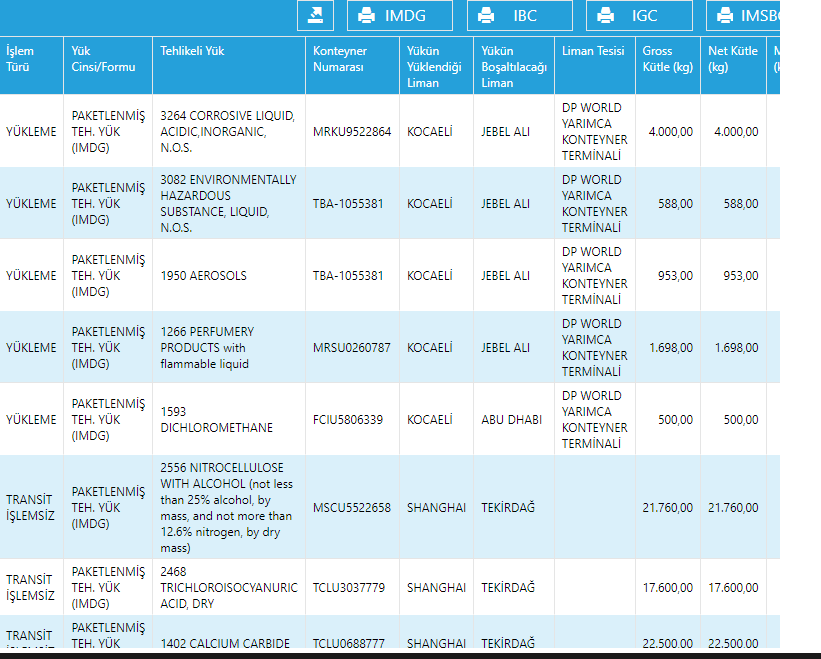 IMDG IBC IGC IMSBC
İşlem Türü
Yük Cinsi/Formu
Tehlikeli Yük
Konteyner Numarası
Yükün Yüklendiği Liman
Yükün Boşaltılacağı Liman
Liman Tesisi
Gross Kütle (kg)
Net Kütle (kg)
YÜKLEME
PAKETLENMİŞ
TEH. YÜK
(IMDG)
3264 CORROSIVE LIQUID,
ACIDIC,INORGANIC,
N.O.S.
MRKU9522864
KOCAELİ
JEBEL ALI
DP WORLD
YARIMCA
KONTEYNER
TERMİNALİ
4.000,00
4.000,00
YÜKLEME
PAKETLENMİŞ
TEH. YÜK
(IMDG)
3082 ENVIRONMENTALLY
HAZARDOUS
SUBSTANCE, LIQUID,
N.O.S.
TBA-1055381
KOCAELİ
JEBEL ALI
DP WORLD
YARIMCA
KONTEYNER
TERMİNALİ
588,00
588,00
YÜKLEME
PAKETLENMİŞ
TEH. YÜK
(IMDG)
1950 AEROSOLS
TBA-1055381
KOCAELİ
JEBEL ALI
DP WORLD
YARIMCA
KONTEYNER
TERMİNALİ
953,00
953,00
YÜKLEME
PAKETLENMİŞ
TEH. YÜK
(IMDG)
1266 PERFUMERY
PRODUCTS with
flammable liquid
MRSU0260787
KOCAELİ
JEBEL ALI
DP WORLD
YARIMCA
KONTEYNER
TERMİNALİ
1.698,00
1.698,00
YÜKLEME
PAKETLENMİŞ
TEH. YÜK
(IMDG)
1593
DICHLOROMETHANE
FCIU5806339
KOCAELİ
ABU DHABI
DP WORLD
YARIMCA
KONTEYNER
TERMİNALİ
500,00
500,00
TRANSİT
İŞLEMSİZ
PAKETLENMİŞ
TEH. YÜK
(IMDG)
2556 NITROCELLULOSE
WITH ALCOHOL (not less
than 25% alcohol, by
mass, and not more than
12.6% nitrogen, by dry
mass)
MSCU5522658
SHANGHAI
TEKİRDAĞ
21.760,00
21.760,00
TRANSİT
İŞLEMSİZ
PAKETLENMİŞ
TEH. YÜK
(IMDG)
2468
TRICHLOROISOCYANURIC
ACID, DRY
TCLU3037779
SHANGHAI
TEKİRDAĞ
17.600,00
17.600,00
TRANSİT
PAKETLENMİŞ
TEH. YÜK
1402 CALCIUM CARBIDE
TCLU0688777
SHANGHAI
TEKİRDAĞ
22.500,00
22.500,00